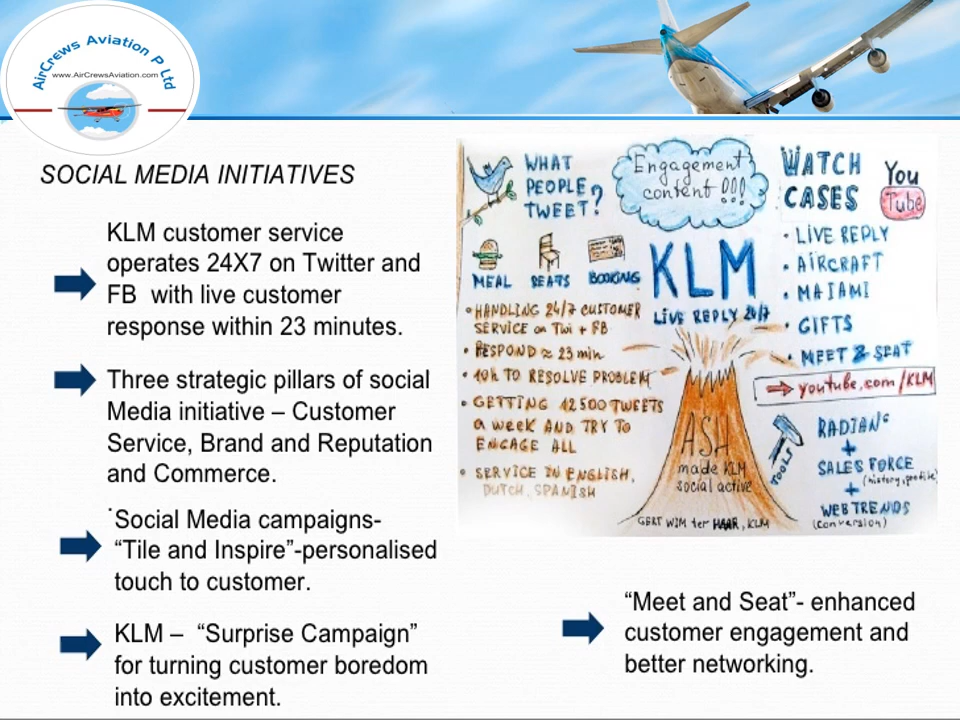 AirCrews Aviation P Ltd
www.AirCrewsAviation.com
SOCIAL MEDIA INITIATIVES
KLM customer service
operates 24X7 on Twitter and
FB with live customer
response within 23 minutes.
Three strategic pillars of social
Media initiative – Customer
Service, Brand and Reputation
and Commerce.
Social Media campaigns-
“Tile and Inspire”-personalised
touch to customer.
KLM – “Surprise Campaign”
for turning customer boredom
into excitement.
WHAT
PEOPLE
TWEET?
Engagement
content!!!
WATCH
CASES
You
Tube
MEAL SEATS BOOKING
KLM
LiVE REPLY 24/7
• HANDLING 24/7 CUSTOMER
SERVICE on Twi + FB
• RESPOND ≈ 23 min
• 10h TO RESOLVE PROBLEM
• GETTING 12500 TWEETS
a week AND TRY TO
ENGAGE ALL
• SERVICE IN ENGLISH,
DUTCH, SPANISH
• LIVE REPLY
• AIRCRAFT
• MAIAMI
• GIFTS
• MEET & SEAT
youtube.com/KLM
ASH
made KLM
social active
GERT WIM ter HAAR, KLM
TOOLS
RADIAN6
+
SALES FORCE
(history, profile)
+
WEBTRENDS
(conversion)
“Meet and Seat”- enhanced
customer engagement and
better networking.